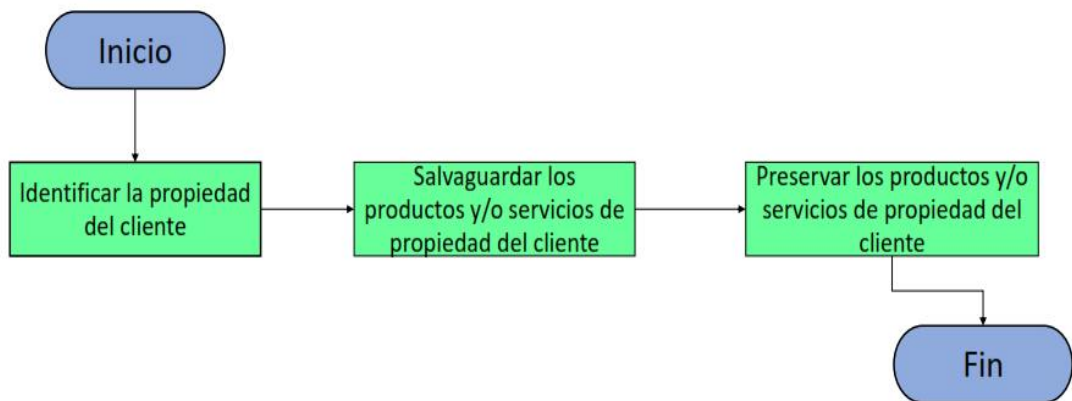 Inicio
Identificar la propiedad
del cliente
Salvaguardar los
productos y/o servicios de
propiedad del cliente
Preservar los productos y/o
servicios de propiedad del
cliente
Fin